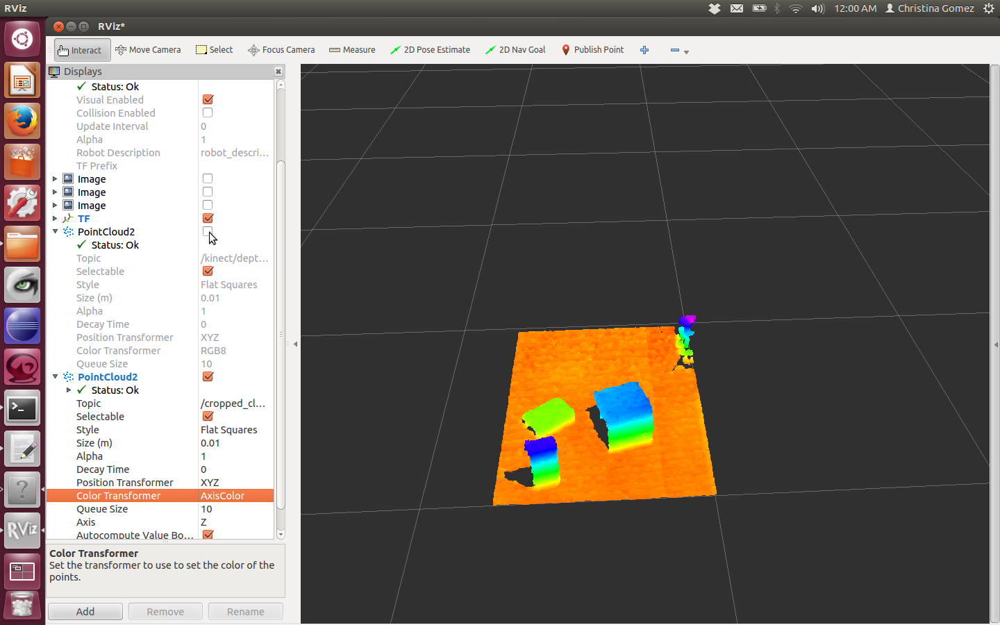 RViz
12:00 AM Christina Gomez
RViz*
Interact Move Camera Select Focus Camera Measure 2D Pose Estimate 2D Nav Goal Publish Point
Displays
Status: Ok
Visual Enabled
Collision Enabled
Update Interval 0
Alpha 1
Robot Description robot_descri...
TF Prefix
Image
Image
Image
TF
PointCloud2
Status: Ok
Topic /kinect/dept...
Selectable
Style Flat Squares
Size (m) 0.01
Alpha 1
Decay Time 0
Position Transformer XYZ
Color Transformer RGB8
Queue Size 10
PointCloud2
Status: Ok
Topic /cropped_cl...
Selectable
Style Flat Squares
Size (m) 0.01
Alpha 1
Decay Time 0
Position Transformer XYZ
Color Transformer AxisColor
Queue Size 10
Axis Z
Autocompute Value Bo...
Color Transformer
Set the transformer to use to set the color of the
points.
Add Remove Rename
RViz